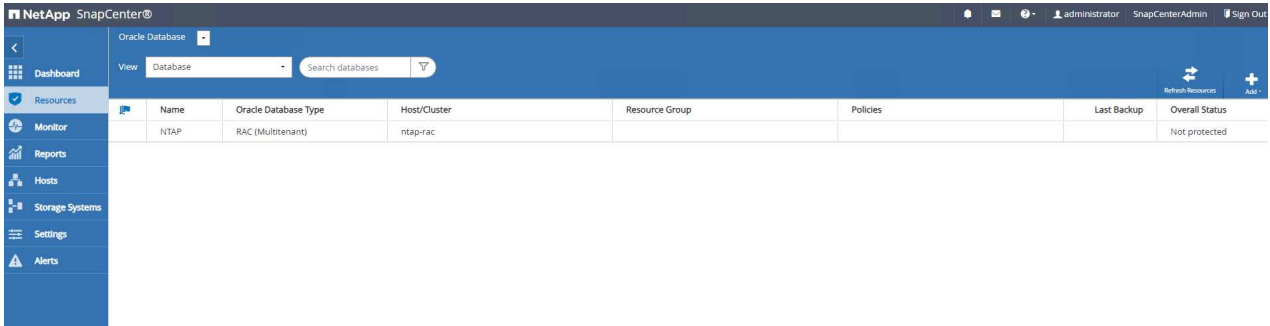 NetApp SnapCenter® administrator SnapCenterAdmin Sign Out
Oracle Database
Dashboard View Database Search databases Refresh Resources Add
Resources Name Oracle Database Type Host/Cluster Resource Group Policies Last Backup Overall Status
Monitor NTAP RAC (Multitenant) ntap-rac Not protected
Reports
Hosts
Storage Systems
Settings
Alerts